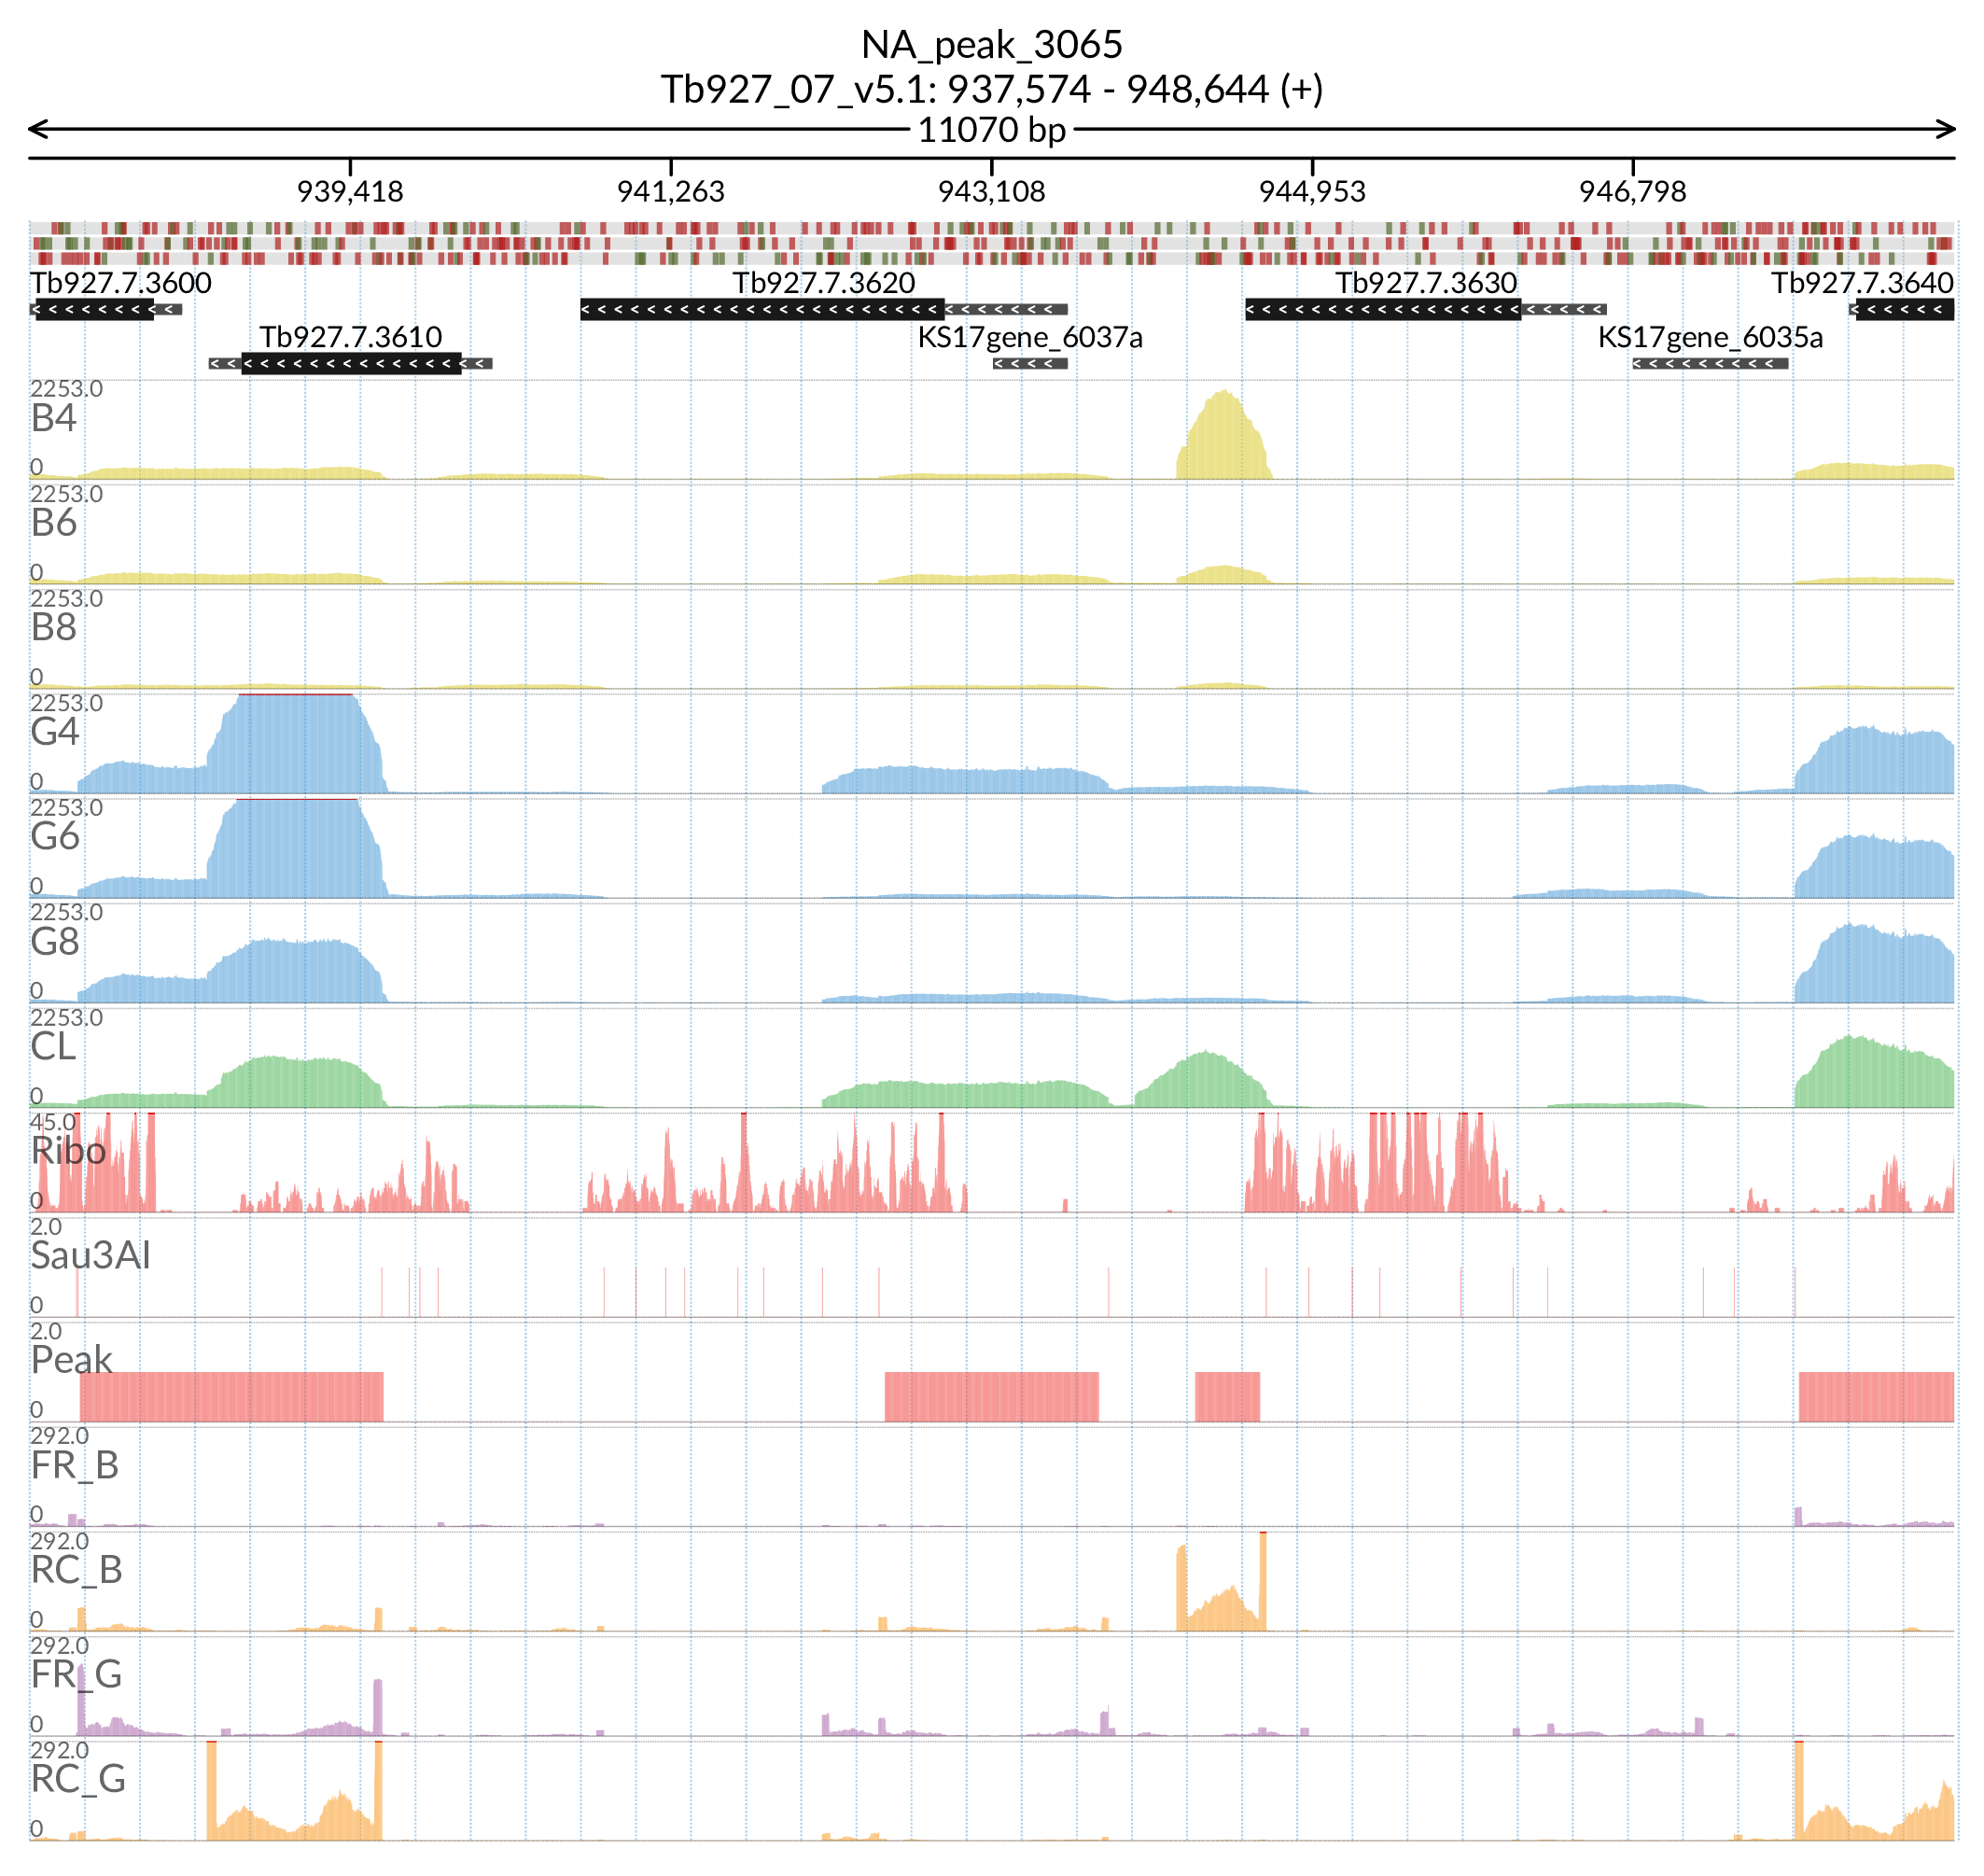 NA_peak_3065
Tb927_07_v5.1: 937,574 - 948,644 (+)
11070 bp
939,418 941,263 943,108 944,953 946,798
Tb927.7.3600 Tb927.7.3620 Tb927.7.3630 Tb927.7.3640
Tb927.7.3610 KS17gene_6037a KS17gene_6035a
2253.0
B4
0
2253.0
B6
0
2253.0
B8
0
2253.0
G4
0
2253.0
G6
0
2253.0
G8
0
2253.0
CL
0
45.0
Ribo
0
2.0
Sau3AI
0
2.0
Peak
0
292.0
FR_B
0
292.0
RC_B
0
292.0
FR_G
0
292.0
RC_G
0